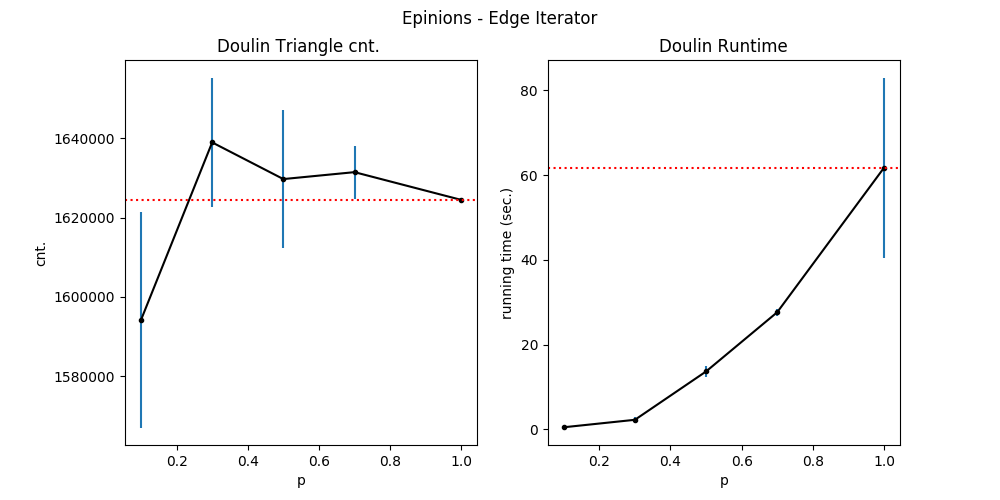 Epinions - Edge Iterator
Doulin Triangle cnt.
cnt.
1640000
1620000
1600000
1580000
0.2 0.4 0.6 0.8 1.0
p
Doulin Runtime
running time (sec.)
80
60
40
20
0
0.2 0.4 0.6 0.8 1.0
p